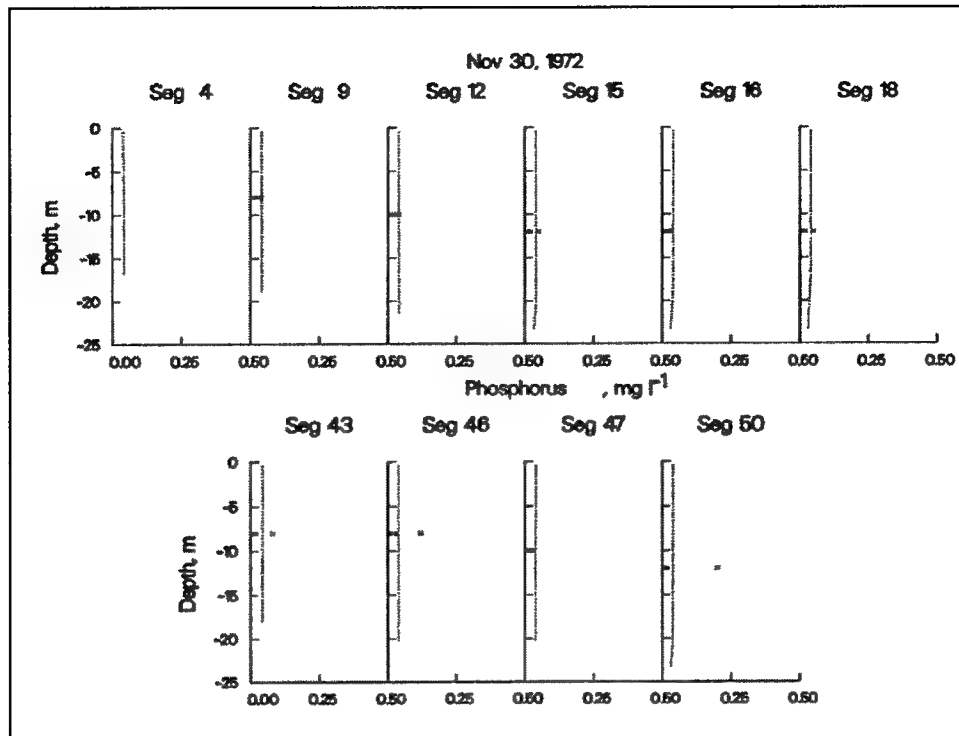 Nov 30, 1972
Seg 4 Seg 9 Seg 12 Seg 15 Seg 16 Seg 18
0
-5
-10
-15
-20
-25
Depth, m
0.00 0.25 0.50 0.25 0.50 0.25 0.50 0.25 0.50 0.25 0.50 0.25 0.50
Phosphorus , mg l-1
Seg 43 Seg 46 Seg 47 Seg 50
0
-5
-10
-15
-20
-25
Depth, m
0.00 0.25 0.50 0.25 0.50 0.25 0.50 0.25 0.50